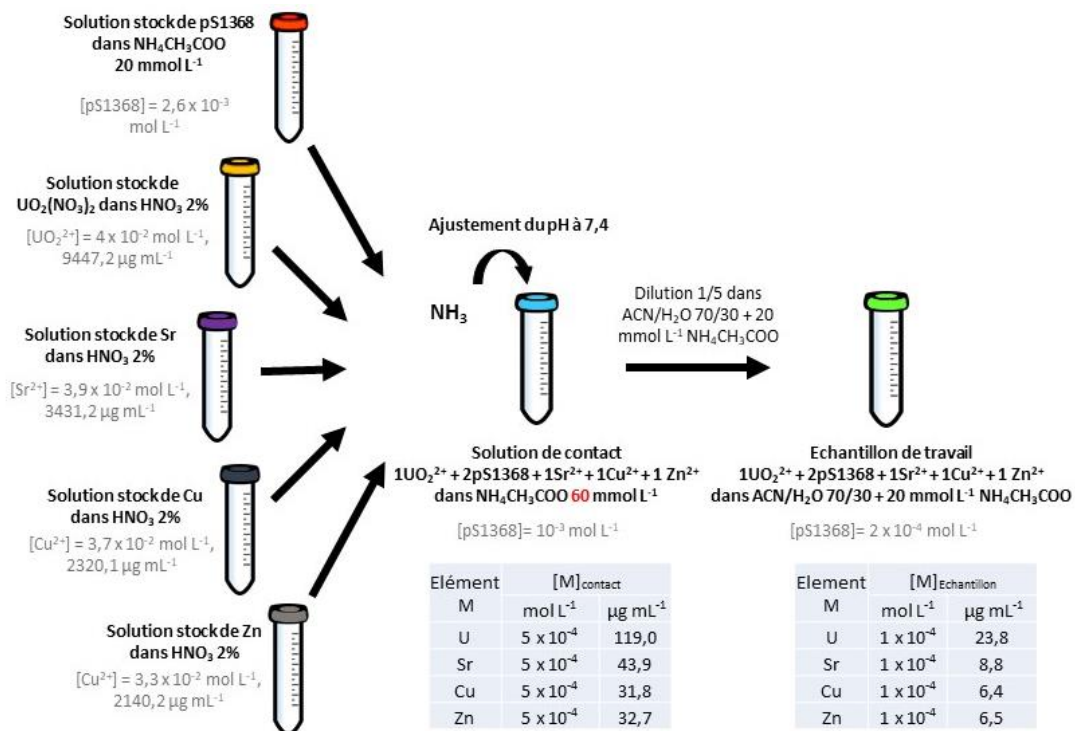 Solution stock de pS1368
dans NH₄CH₃COO
20 mmol L⁻¹
[pS1368] = 2,6 x 10⁻³
mol L⁻¹
Solution stock de
UO₂(NO₃)₂ dans HNO₃ 2%
[UO₂²⁺] = 4 x 10⁻² mol L⁻¹,
9447,2 µg mL⁻¹
Solution stock de Sr
dans HNO₃ 2%
[Sr²⁺] = 3,9 x 10⁻² mol L⁻¹,
3431,2 µg mL⁻¹
Solution stock de Cu
dans HNO₃ 2%
[Cu²⁺] = 3,7 x 10⁻² mol L⁻¹,
2320,1 µg mL⁻¹
Solution stock de Zn
dans HNO₃ 2%
[Cu²⁺] = 3,3 x 10⁻² mol L⁻¹,
2140,2 µg mL⁻¹
Ajustement du pH à 7,4
NH₃
Solution de contact
1UO₂²⁺ + 2pS1368 + 1Sr²⁺ + 1Cu²⁺ + 1 Zn²⁺
dans NH₄CH₃COO 60 mmol L⁻¹
[pS1368]= 10⁻³ mol L⁻¹
Elément M [M]contact
mol L⁻¹ µg mL⁻¹
U 5 x 10⁻⁴ 119,0
Sr 5 x 10⁻⁴ 43,9
Cu 5 x 10⁻⁴ 31,8
Zn 5 x 10⁻⁴ 32,7
Dilution 1/5 dans
ACN/H₂O 70/30 + 20
mmol L⁻¹ NH₄CH₃COO
Echantillon de travail
1UO₂²⁺ + 2pS1368 + 1Sr²⁺ + 1Cu²⁺ + 1 Zn²⁺
dans ACN/H₂O 70/30 + 20 mmol L⁻¹ NH₄CH₃COO
[pS1368]= 2 x 10⁻⁴ mol L⁻¹
Element M [M]Echantillon
mol L⁻¹ µg mL⁻¹
U 1 x 10⁻⁴ 23,8
Sr 1 x 10⁻⁴ 8,8
Cu 1 x 10⁻⁴ 6,4
Zn 1 x 10⁻⁴ 6,5